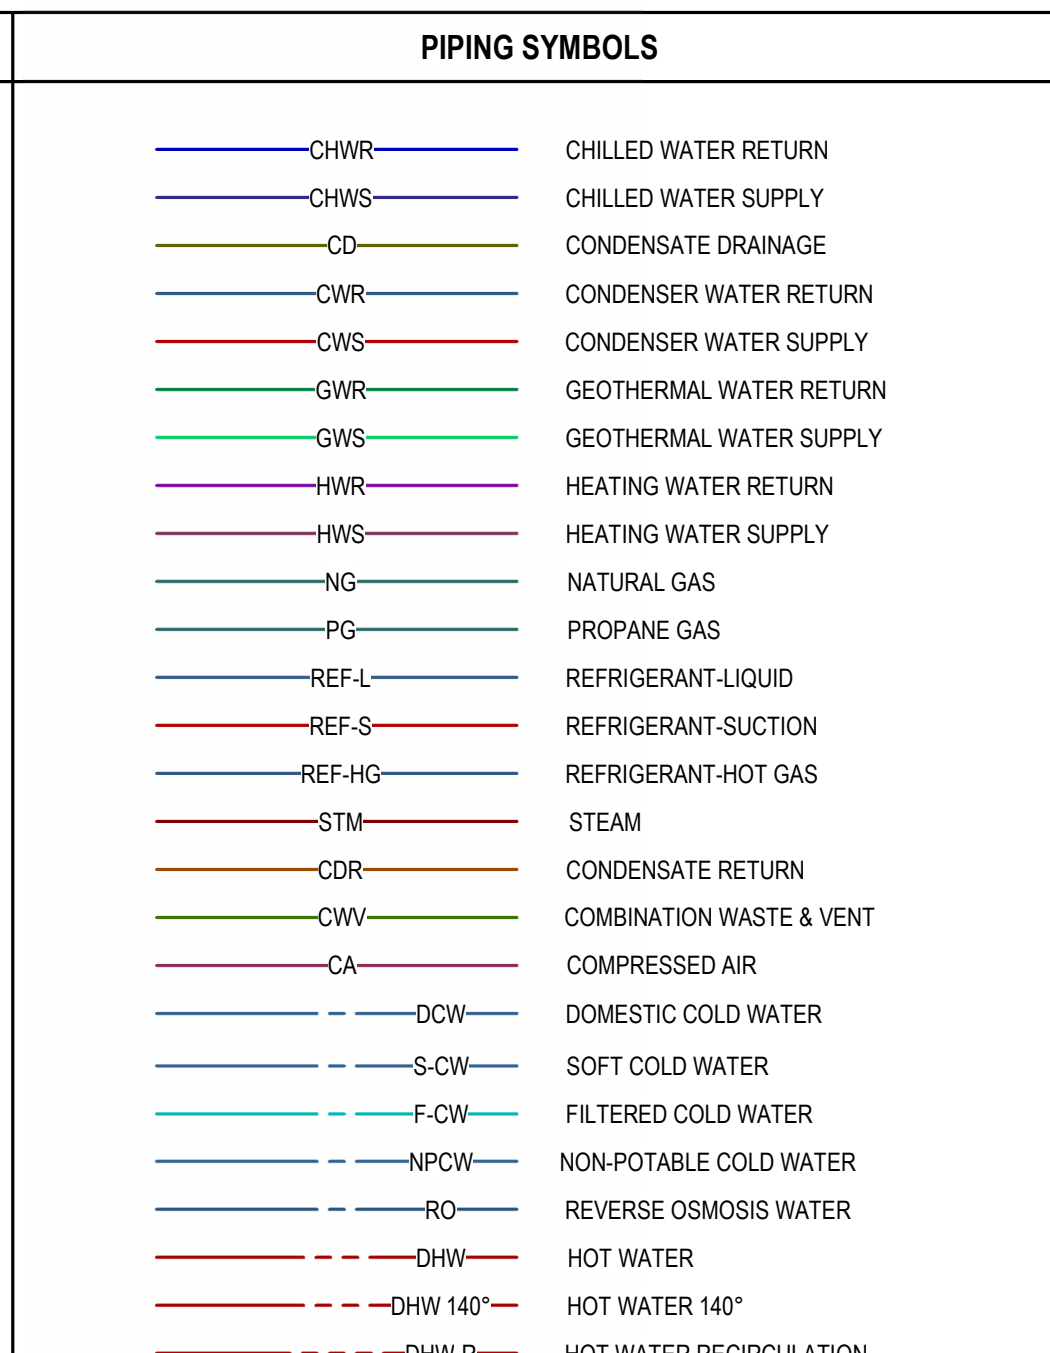 PIPING SYMBOLS
CHWR CHILLED WATER RETURN
CHWS CHILLED WATER SUPPLY
CD CONDENSATE DRAINAGE
CWR CONDENSER WATER RETURN
CWS CONDENSER WATER SUPPLY
GWR GEOTHERMAL WATER RETURN
GWS GEOTHERMAL WATER SUPPLY
HWR HEATING WATER RETURN
HWS HEATING WATER SUPPLY
NG NATURAL GAS
PG PROPANE GAS
REF-L REFRIGERANT-LIQUID
REF-S REFRIGERANT-SUCTION
REF-HG REFRIGERANT-HOT GAS
STM STEAM
CDR CONDENSATE RETURN
CWV COMBINATION WASTE & VENT
CA COMPRESSED AIR
DCW DOMESTIC COLD WATER
S-CW SOFT COLD WATER
F-CW FILTERED COLD WATER
NPCW NON-POTABLE COLD WATER
RO REVERSE OSMOSIS WATER
DHW HOT WATER
DHW 140° HOT WATER 140°
DHW-R HOT WATER RECIRCULATION